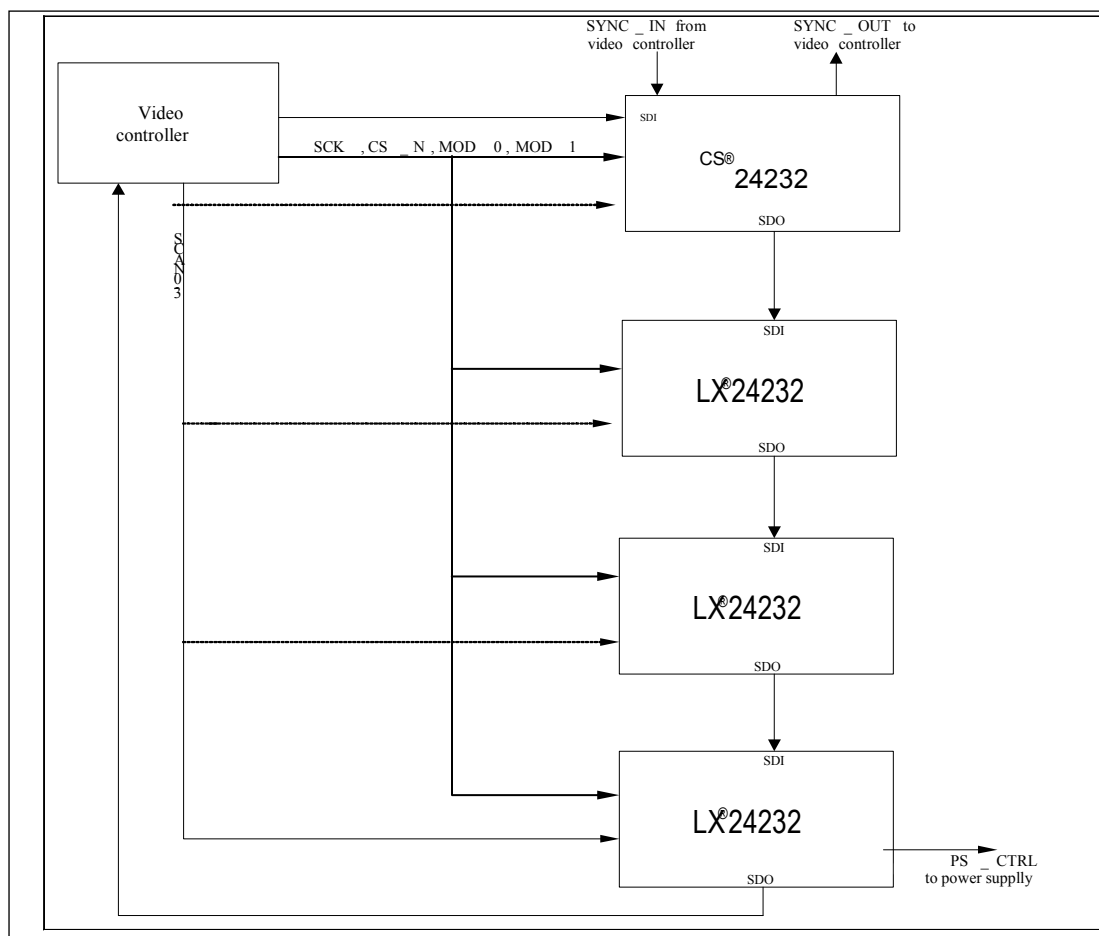 SYNC _ IN from
video controller
SYNC _ OUT to
video controller
Video
controller
SDI
SCK , CS _ N , MOD 0 , MOD 1
CS®
24232
SDO
SCAN0-3
SDI
LX®24232
SDO
SDI
LX®24232
SDO
SDI
LX®24232
PS _ CTRL
to power supplly
SDO